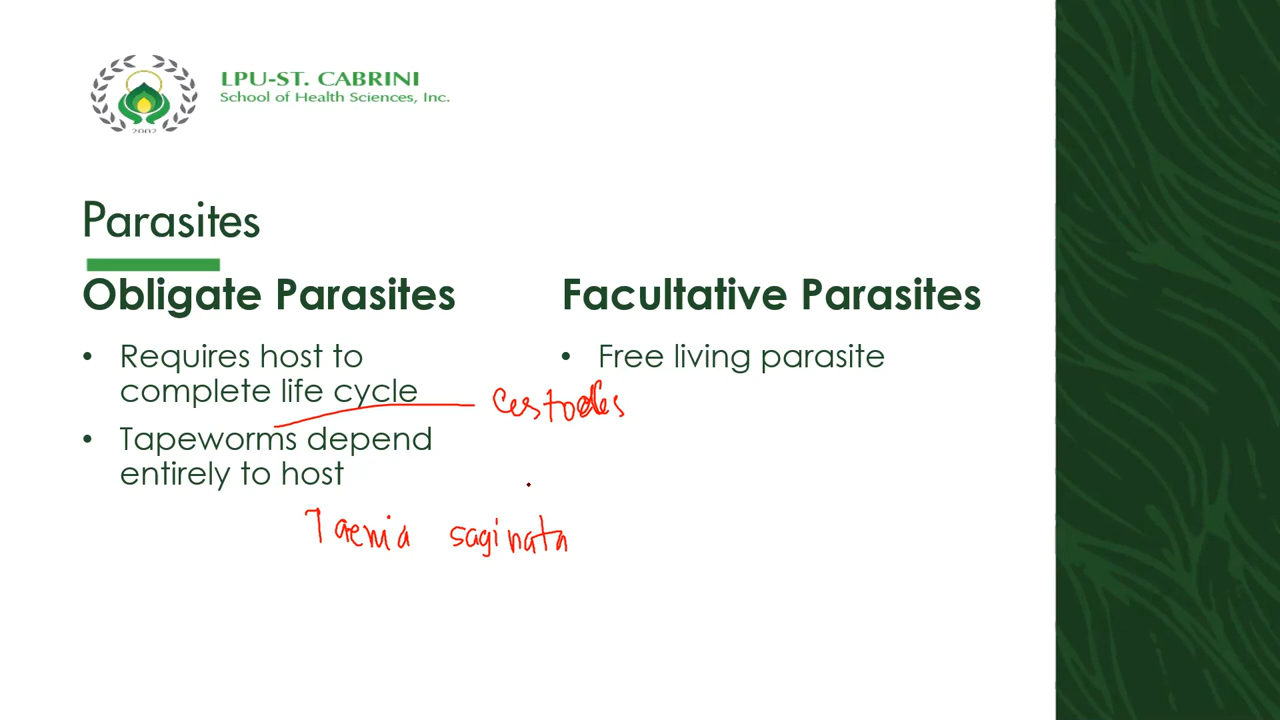 LPU-ST. CABRINI
School of Health Sciences, Inc.
2002
Parasites
Obligate Parasites
• Requires host to
complete life cycle
• Tapeworms depend
entirely to host
cestodes
Taenia saginata
Facultative Parasites
• Free living parasite